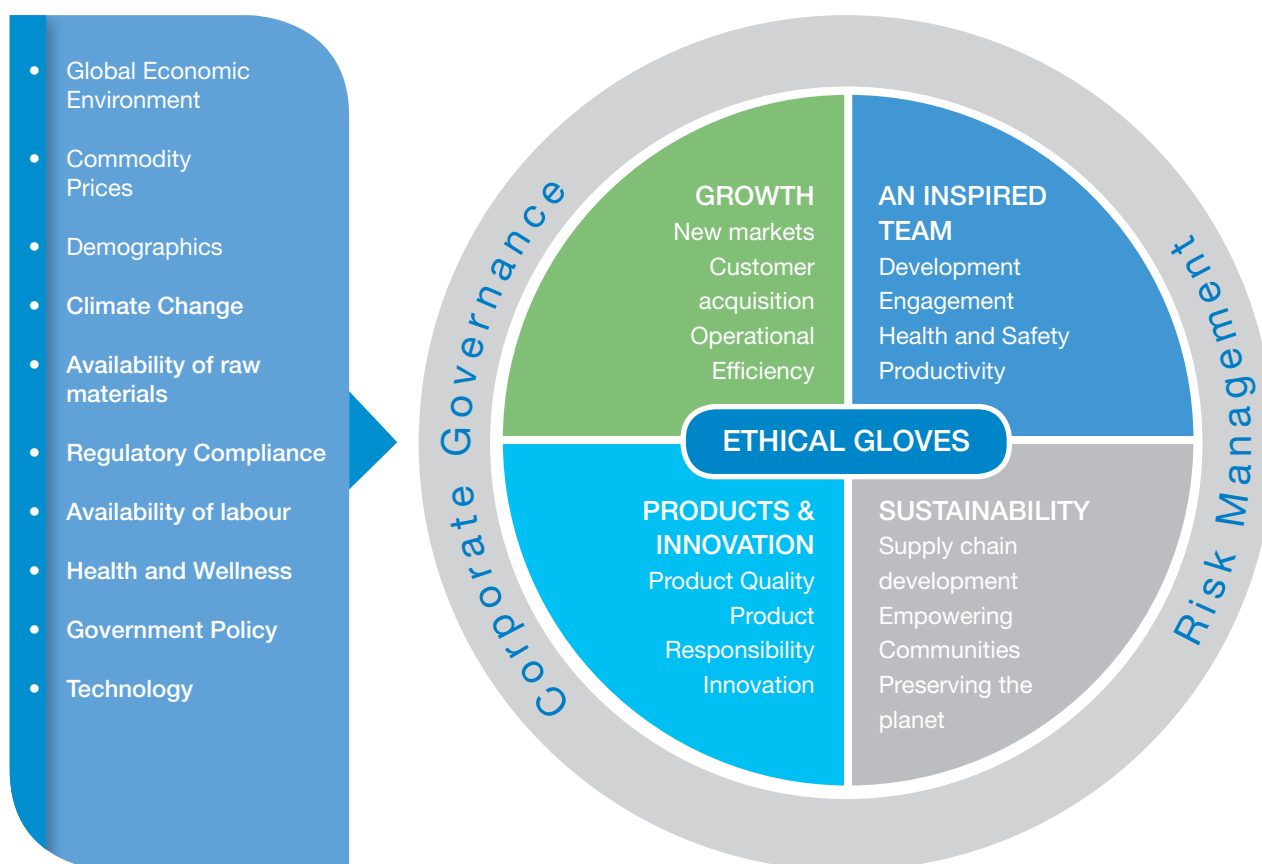 • Global Economic
Environment
• Commodity
Prices
• Demographics
• Climate Change
• Availability of raw
materials
• Regulatory Compliance
• Availability of labour
• Health and Wellness
• Government Policy
• Technology
Corporate Governance
GROWTH
New markets
Customer
acquisition
Operational
Efficiency
AN INSPIRED
TEAM
Development
Engagement
Health and Safety
Productivity
ETHICAL GLOVES
PRODUCTS &
INNOVATION
Product Quality
Product
Responsibility
Innovation
SUSTAINABILITY
Supply chain
development
Empowering
Communities
Preserving the
planet
Risk Management